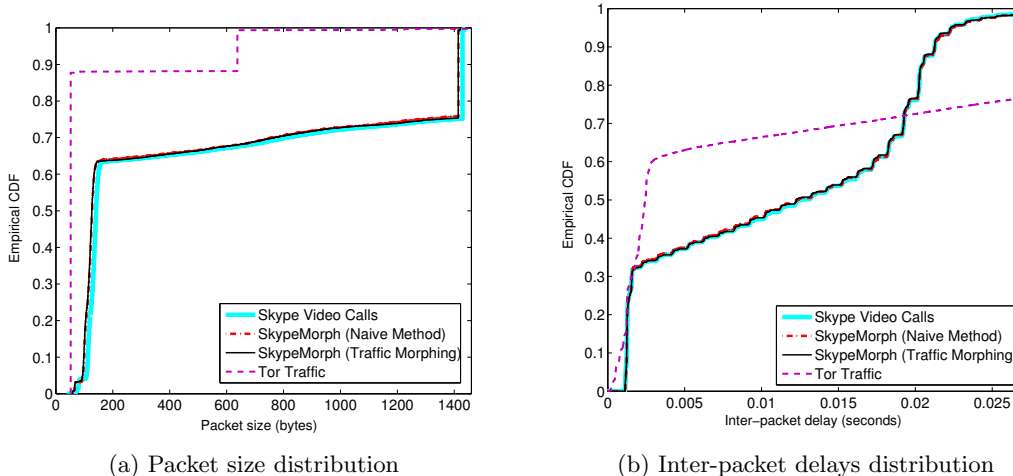 1
0.9
0.8
0.7
0.6
0.5
0.4
0.3
0.2
0.1
0
Empirical CDF
Skype Video Calls
SkypeMorph (Naive Method)
SkypeMorph (Traffic Morphing)
Tor Traffic
0 200 400 600 800 1000 1200 1400
Packet size (bytes)
(a) Packet size distribution
1
0.9
0.8
0.7
0.6
0.5
0.4
0.3
0.2
0.1
0
Empirical CDF
Skype Video Calls
SkypeMorph (Naive Method)
SkypeMorph (Traffic Morphing
Tor Traffic
0 0.005 0.01 0.015 0.02 0.025
Inter−packet delay (seconds)
(b) Inter-packet delays distribution